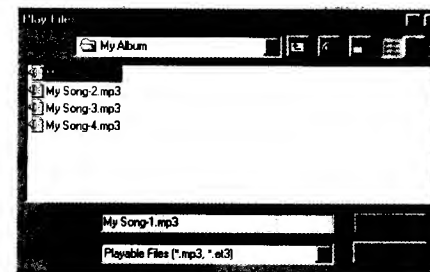 Play Files
My Album
My Song-2.mp3
My Song-3.mp3
My Song-4.mp3
My Song-1.mp3
Playable Files (*.mp3, *.et3)